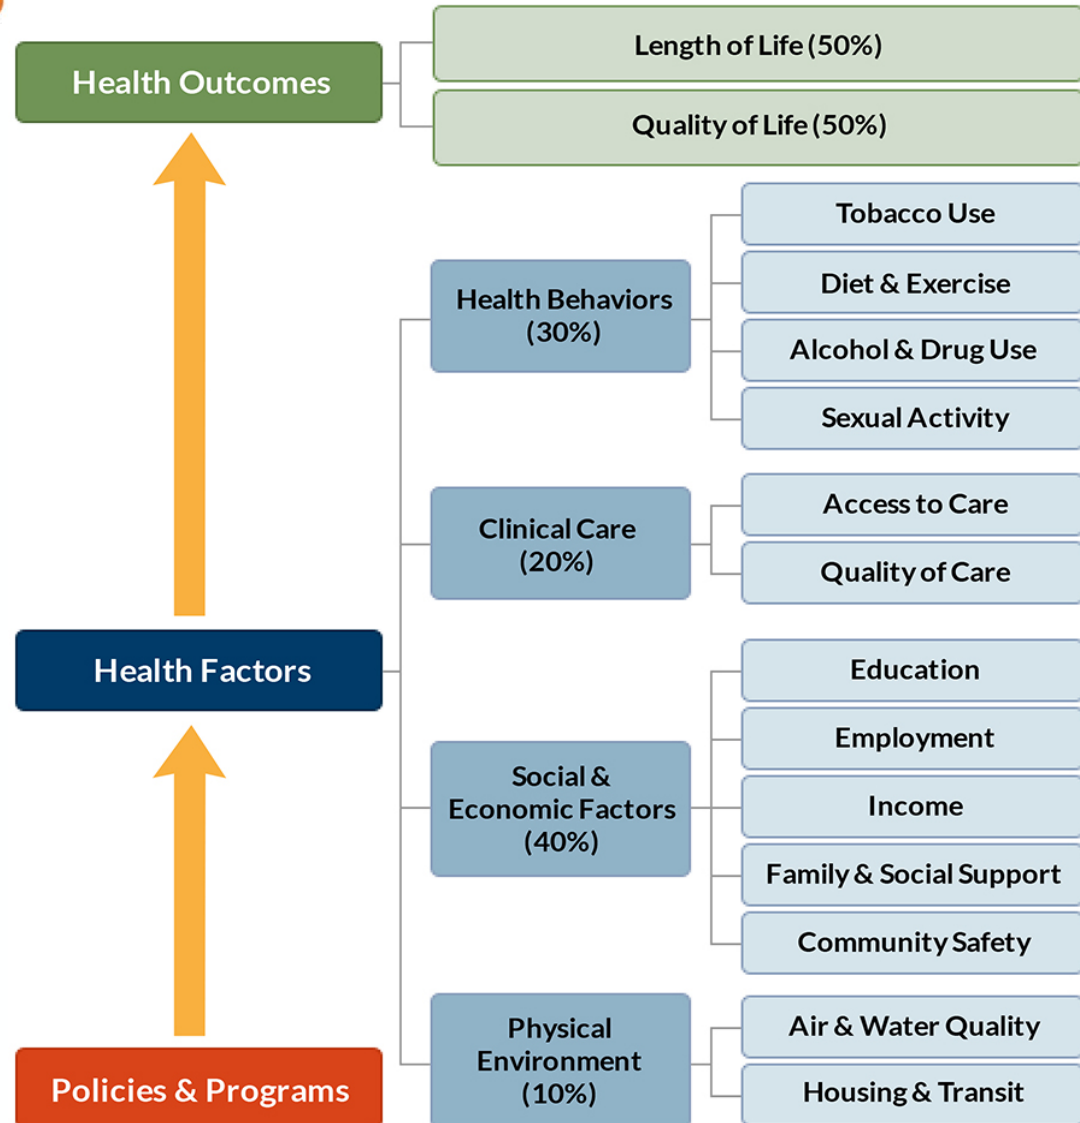 Health Outcomes
Length of Life (50%)
Quality of Life (50%)
Health Factors
Health Behaviors
(30%)
Tobacco Use
Diet & Exercise
Alcohol & Drug Use
Sexual Activity
Clinical Care
(20%)
Access to Care
Quality of Care
Social &
Economic Factors
(40%)
Education
Employment
Income
Family & Social Support
Community Safety
Physical
Environment
(10%)
Air & Water Quality
Housing & Transit
Policies & Programs